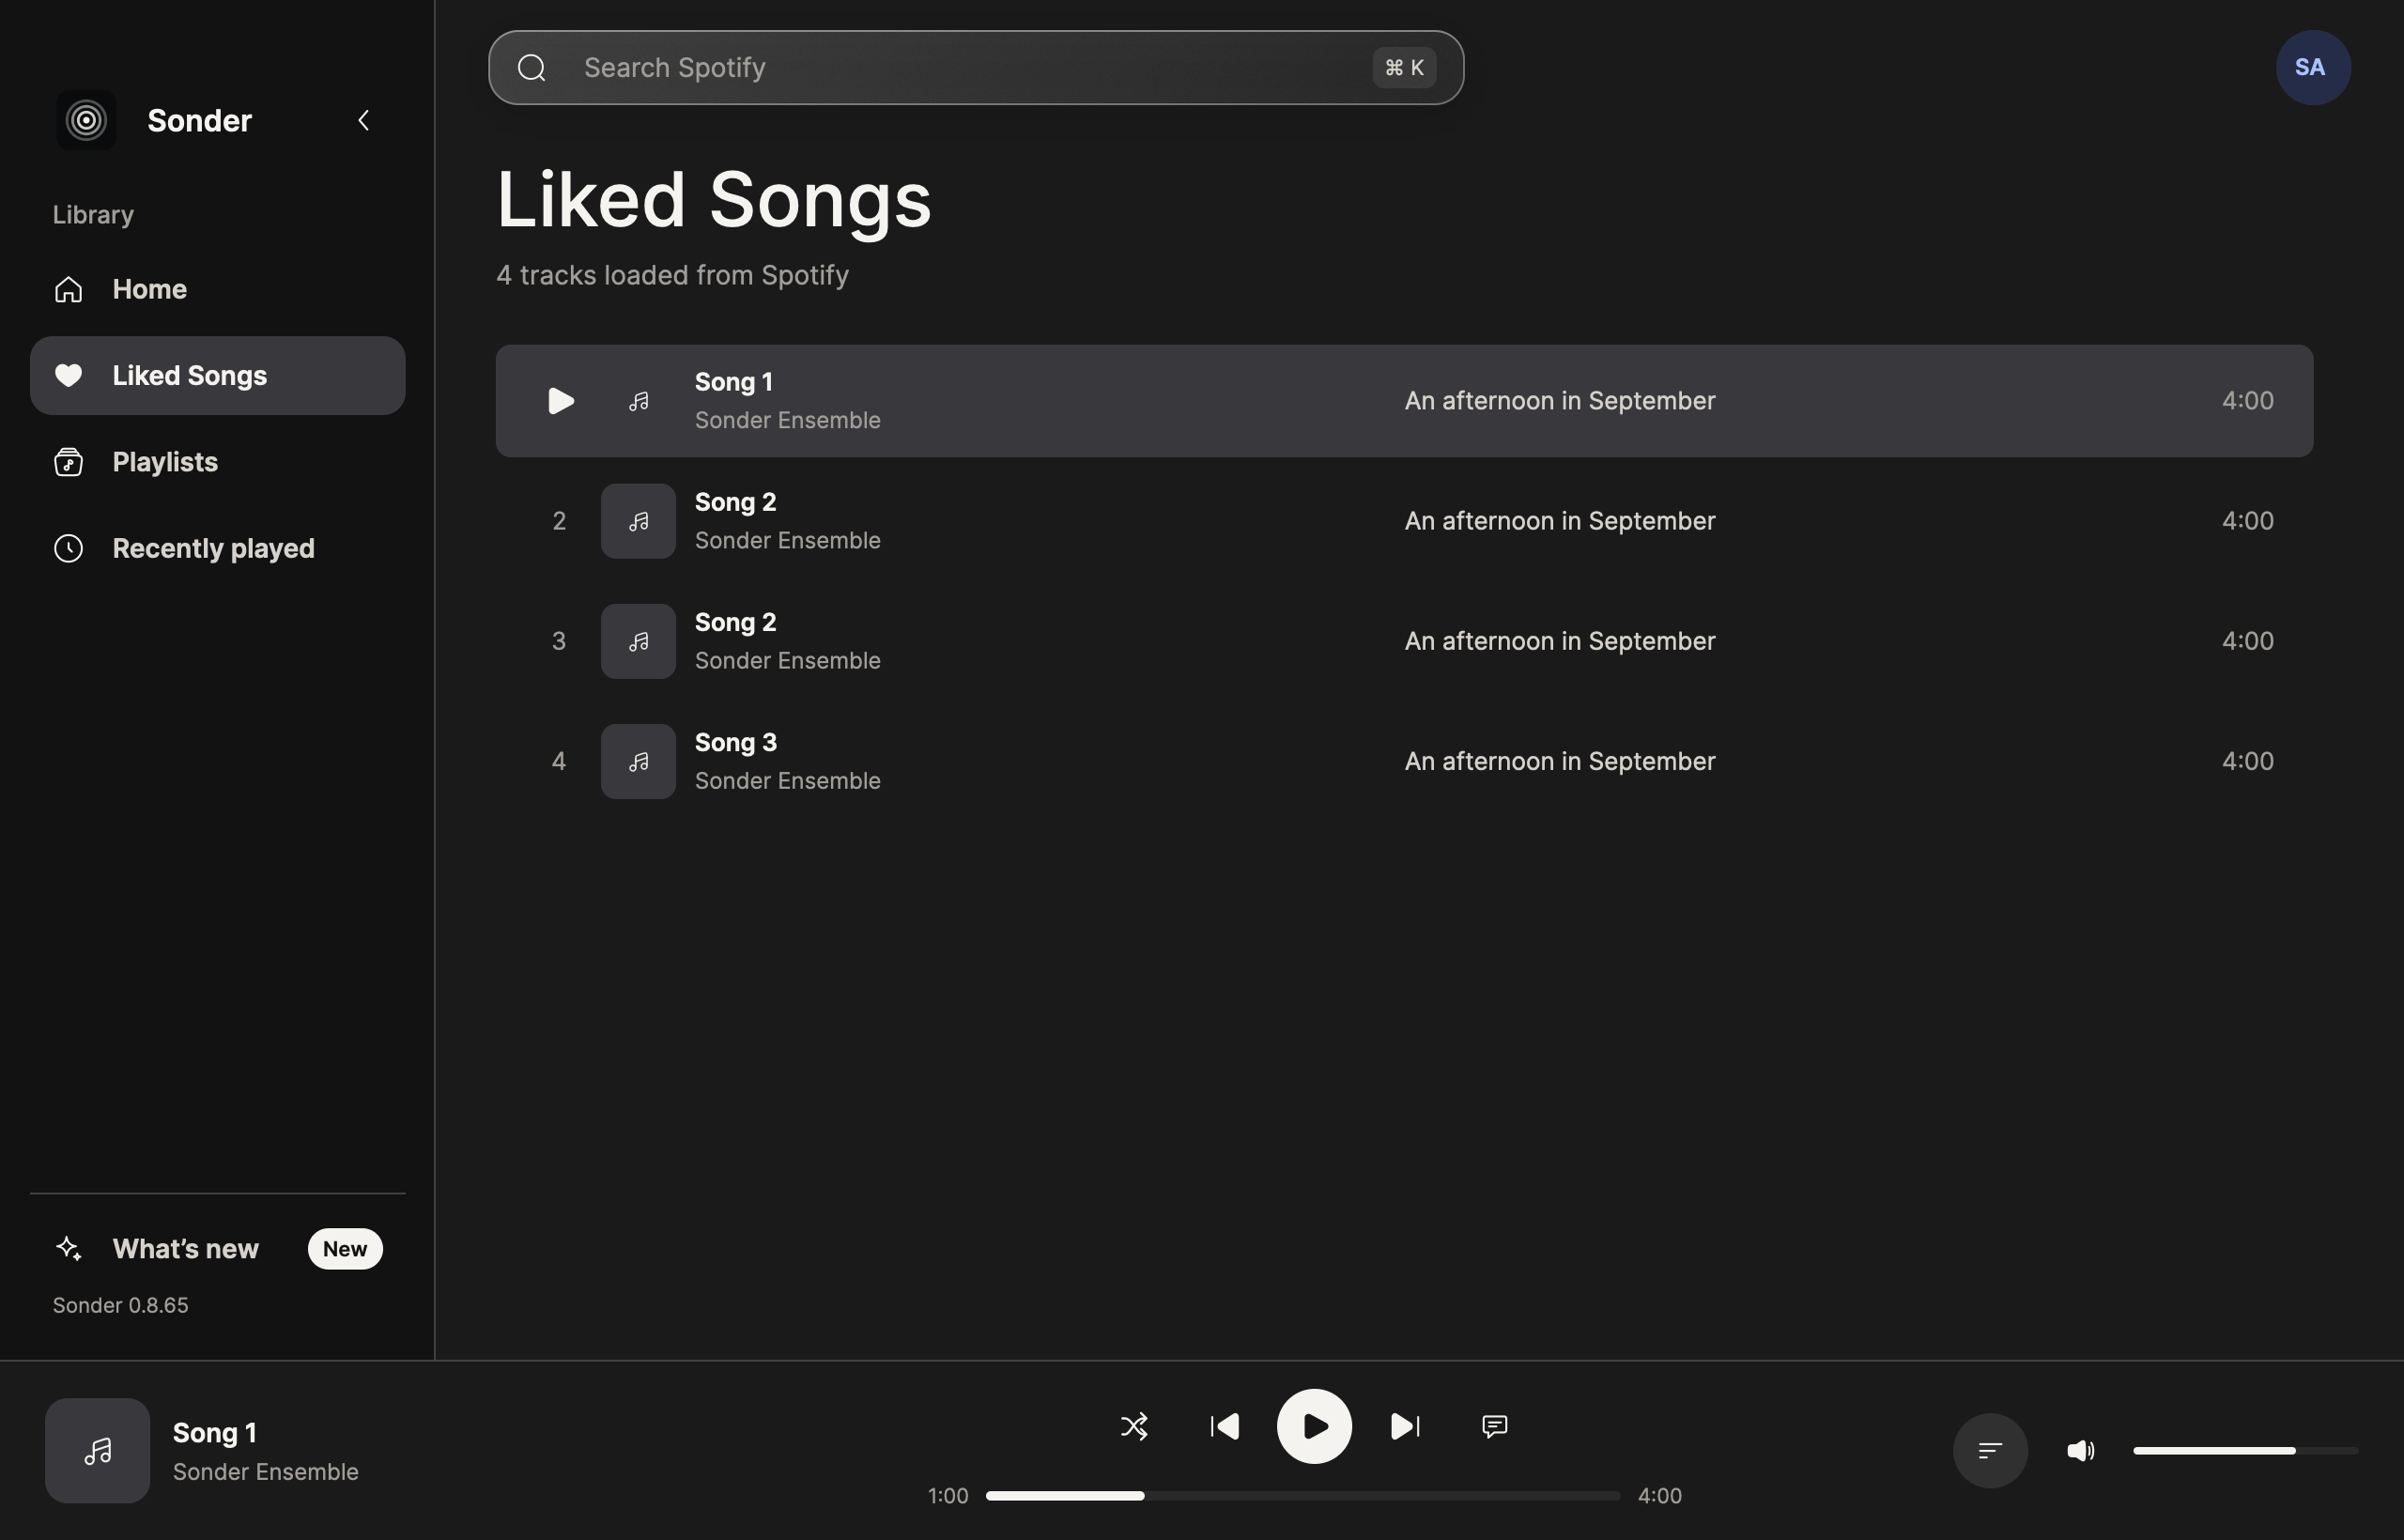 Search Spotify
⌘ K
SA
Sonder
Library
Home
Liked Songs
Playlists
Recently played
Liked Songs
4 tracks loaded from Spotify
Song 1
Sonder Ensemble
An afternoon in September
4:00
2
Song 2
Sonder Ensemble
An afternoon in September
4:00
3
Song 2
Sonder Ensemble
An afternoon in September
4:00
4
Song 3
Sonder Ensemble
An afternoon in September
4:00
What’s new
New
Sonder 0.8.65
Song 1
Sonder Ensemble
1:00
4:00